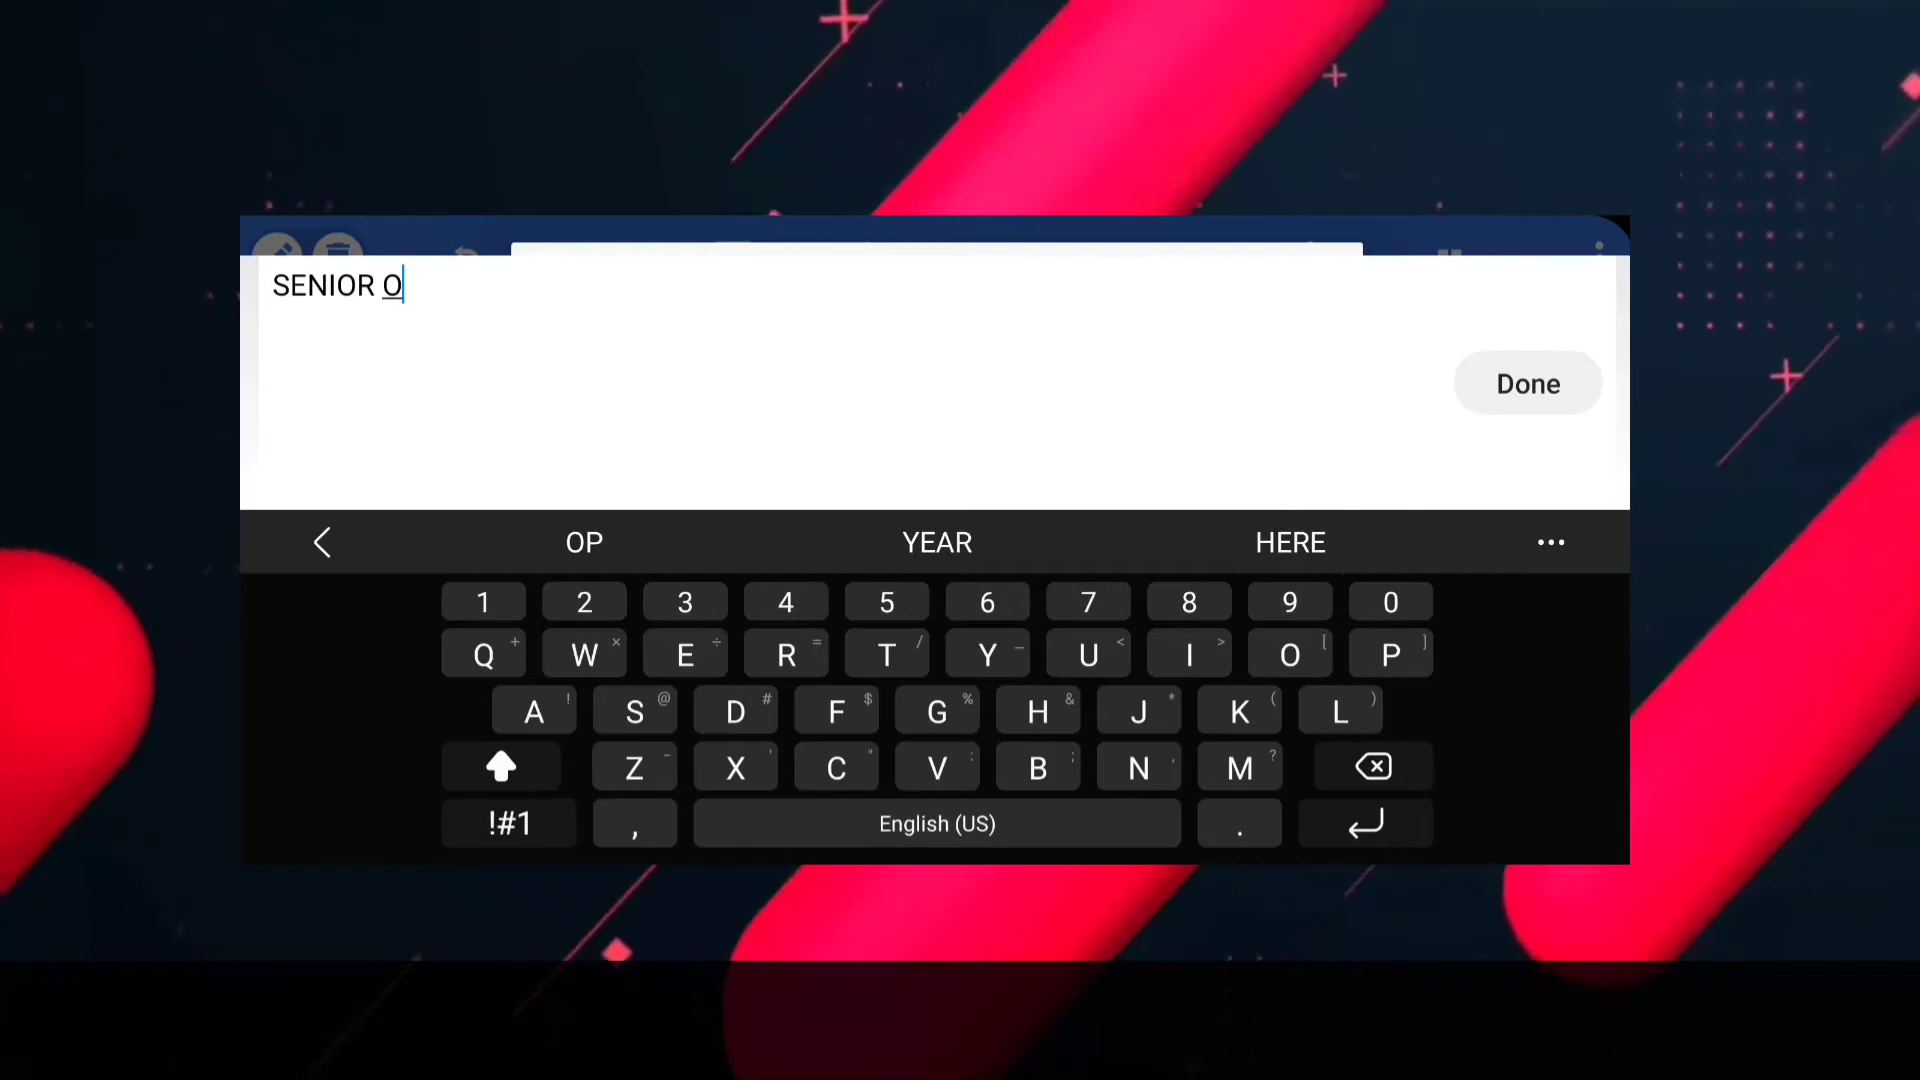 SENIOR O
Done
OP YEAR HERE ...
1 2 3 4 5 6 7 8 9 0
Q + W × E ÷ R = T / Y _ U < I > O [ P ]
A ! S @ D # F $ G % H & J * K ( L )
Z - X ' C " V : B ; N , M ?
!#1 , English (US) .